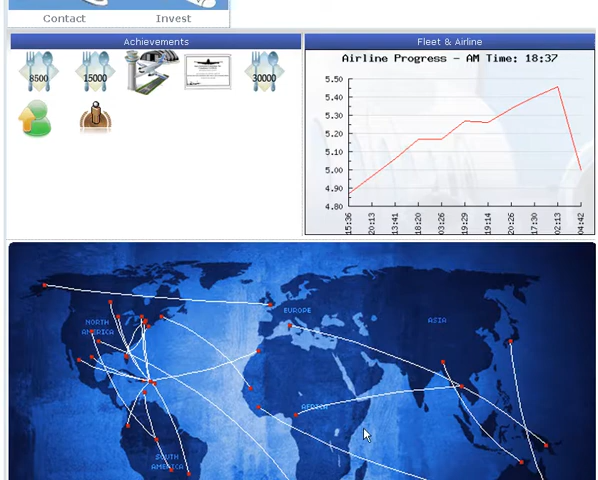 Contact Invest
Achievements
Fleet & Airline
8500
15000
30000
Airline Progress - AM Time: 18:37
5.50
5.40
5.30
5.20
5.10
5.00
4.90
4.80
15:36
20:13
13:41
18:20
03:26
19:29
19:14
20:26
17:30
02:13
04:42
NORTH
AMERICA
EUROPE
ASIA
AFRICA
SOUTH
AMERICA